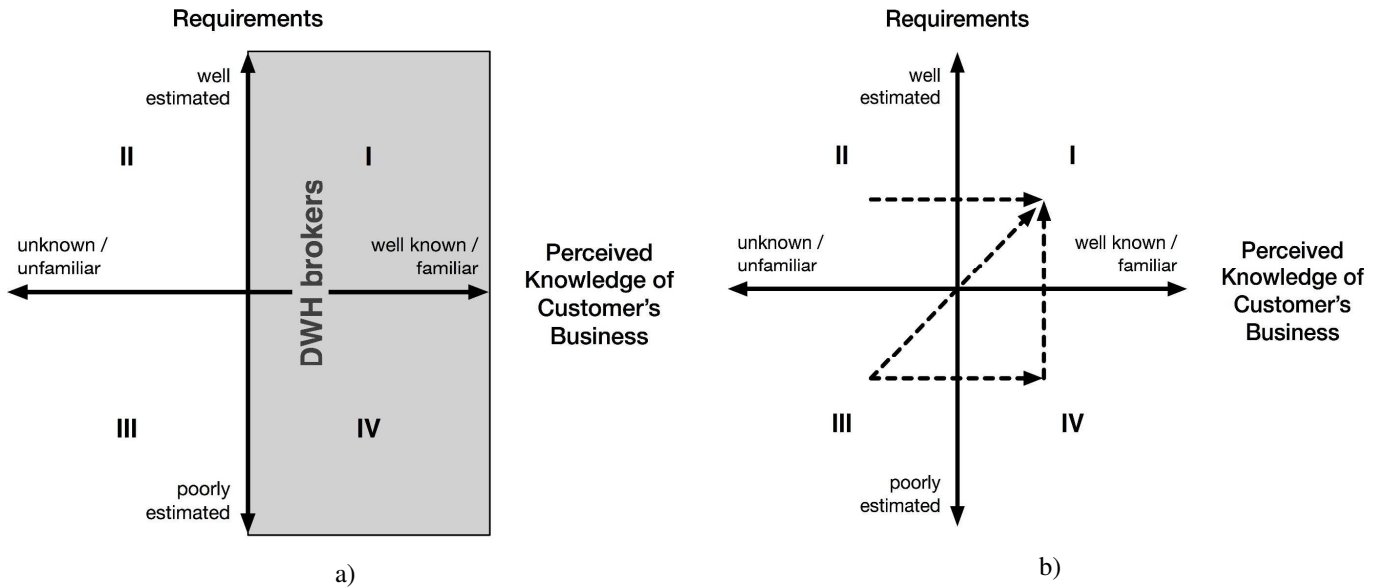 Requirements
well
estimated
II
I
DWH brokers
unknown /
unfamiliar
well known /
familiar
Perceived
Knowledge of
Customer's
Business
III
IV
poorly
estimated
a)
Requirements
well
estimated
II
I
unknown /
unfamiliar
well known /
familiar
Perceived
Knowledge of
Customer's
Business
III
IV
poorly
estimated
b)